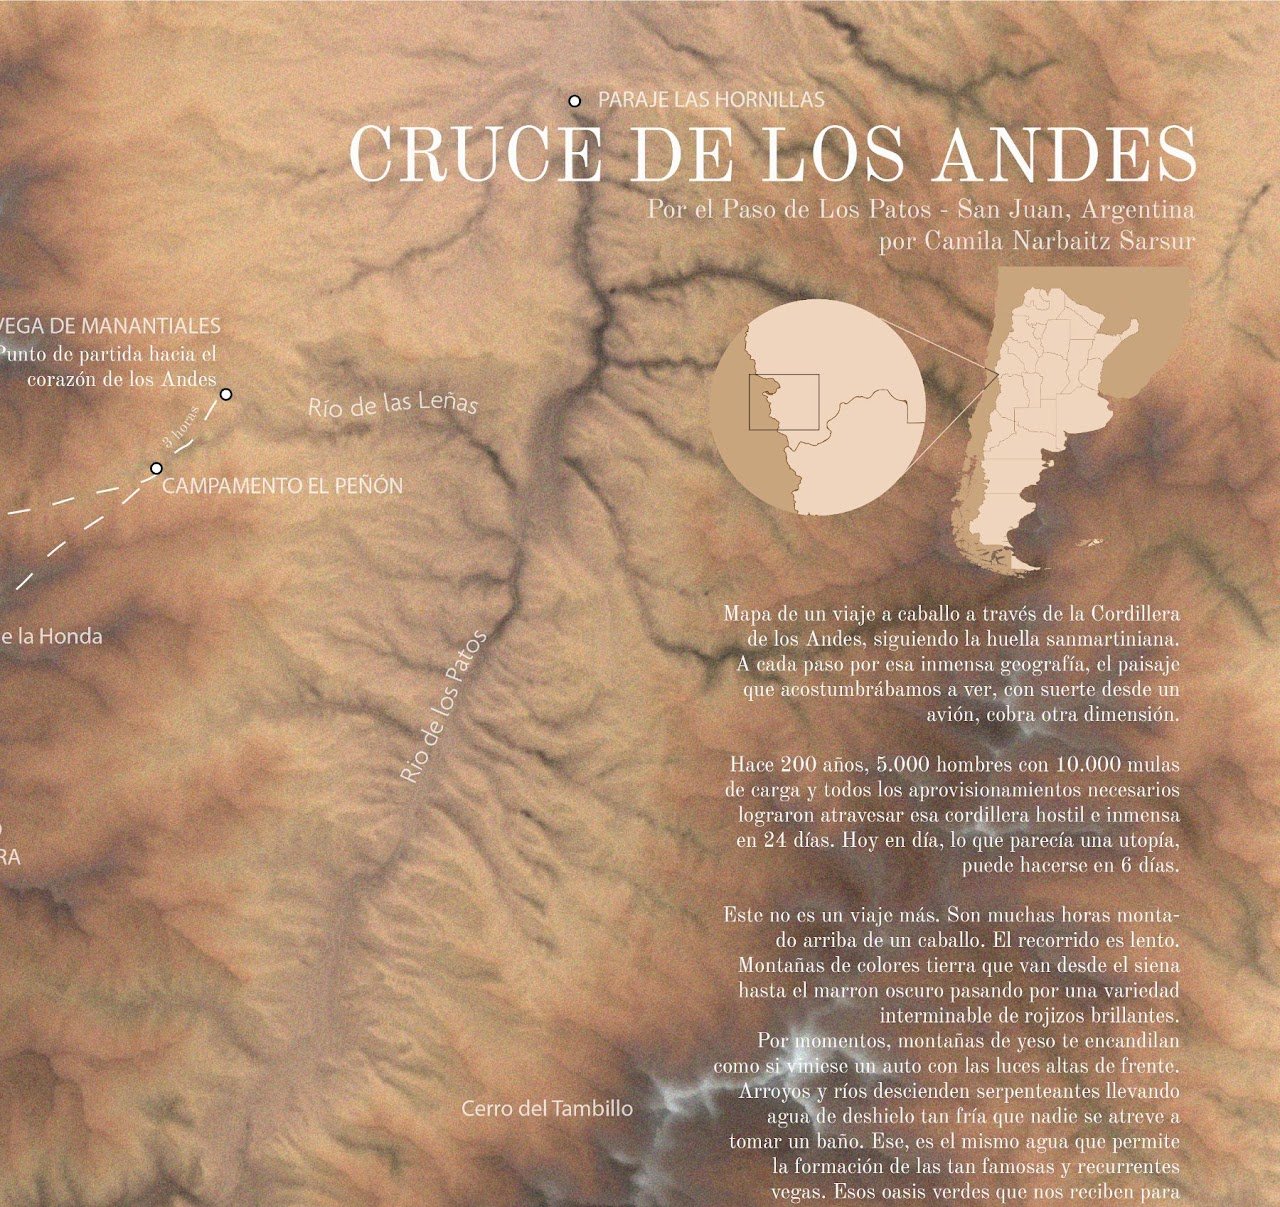 PARAJE LAS HORNILLAS
CRUCE DE LOS ANDES
Por el Paso de Los Patos - San Juan, Argentina
por Camila Narbaitz Sarsur
VEGA DE MANANTIALES
Punto de partida hacia el
corazón de los Andes
3 horas
Río de las Leñas
CAMPAMENTO EL PEÑÓN
e la Honda
Rio de los Patos
RA
Cerro del Tambillo
Mapa de un viaje a caballo a través de la Cordillera
de los Andes, siguiendo la huella sanmartiniana.
A cada paso por esa inmensa geografía, el paisaje
que acostumbrábamos a ver, con suerte desde un
avión, cobra otra dimensión.
Hace 200 años, 5.000 hombres con 10.000 mulas
de carga y todos los aprovisionamientos necesarios
lograron atravesar esa cordillera hostil e inmensa
en 24 días. Hoy en día, lo que parecía una utopía,
puede hacerse en 6 días.
Este no es un viaje más. Son muchas horas monta-
do arriba de un caballo. El recorrido es lento.
Montañas de colores tierra que van desde el siena
hasta el marron oscuro pasando por una variedad
interminable de rojizos brillantes.
Por momentos, montañas de yeso te encandilan
como si viniese un auto con las luces altas de frente.
Arroyos y ríos descienden serpenteantes llevando
agua de deshielo tan fría que nadie se atreve a
tomar un baño. Ese, es el mismo agua que permite
la formación de las tan famosas y recurrentes
vegas. Esos oasis verdes que nos reciben para